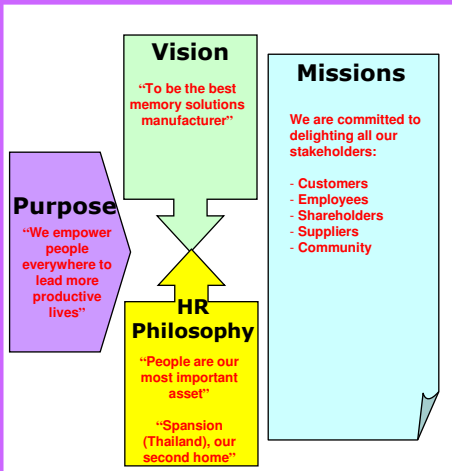 Vision
“To be the best
memory solutions
manufacturer”
Missions
We are committed to
delighting all our
stakeholders:
- Customers
- Employees
- Shareholders
- Suppliers
- Community
Purpose
“We empower
people
everywhere to
lead more
productive
lives”
HR
Philosophy
“People are our
most important
asset”
“Spansion
(Thailand), our
second home”